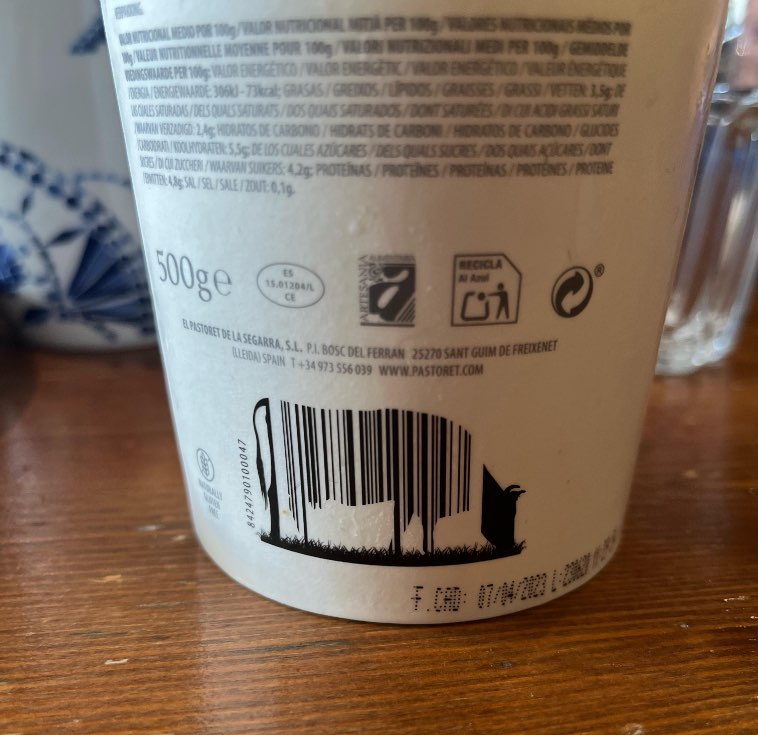 VALOR NUTRICIONAL MEDIO POR 100g / VALOR NUTRICIONAL MITJÀ PER 100g / VALORES NUTRICIONAIS MÉDIOS POR
100g / VALEUR NUTRITIONNELLE MOYENNE POUR 100g / VALORI NUTRIZIONALI MEDI PER 100g / GEMIDDELDE
VOEDINGSWAARDE PER 100g: VALOR ENERGÉTICO / VALOR ENERGÈTIC / VALOR ENERGÉTICO / VALEUR ÉNERGÉTIQUE
/ ENERGIA / ENERGIEWAARDE: 306kJ - 73kcal; GRASAS / GREIXOS / LÍPIDOS / GRAISSES / GRASSI / VETTEN: 3,5g; DE
LAS CUALES SATURADAS / DELS QUALS SATURATS / DOS QUAIS SATURADOS / DONT SATURÉES / DI CUI ACIDI GRASSI SATURI
/ WAARVAN VERZADIGD: 2,4g; HIDRATOS DE CARBONO / HIDRATS DE CARBONI / HIDRATOS DE CARBONO / GLUCIDES
/ CARBOIDRATI / KOOLHYDRATEN: 5,5g; DE LOS CUALES AZÚCARES / DELS QUALS SUCRES / DOS QUAIS AÇÚCARES / DONT
SUCRES / DI CUI ZUCCHERI / WAARVAN SUIKERS: 4,2g; PROTEÍNAS / PROTEÏNES / PROTEÍNAS / PROTÉINES / PROTEINE
/ EIWITTEN: 4,8g; SAL / SEL / SALE / ZOUT: 0,1g.
500g e
ES
15.01204/L
CE
ARTESANIA
RECICLA
Al Azul
®
EL PASTORET DE LA SEGARRA, S.L. P.I. BOSC DEL FERRAN 25270 SANT GUIM DE FREIXENET
(LLEIDA) SPAIN T +34 973 556 039 WWW.PASTORET.COM
8424790100047
NATURALLY
GLUTEN
FREE
F.CAD: 07/04/2023